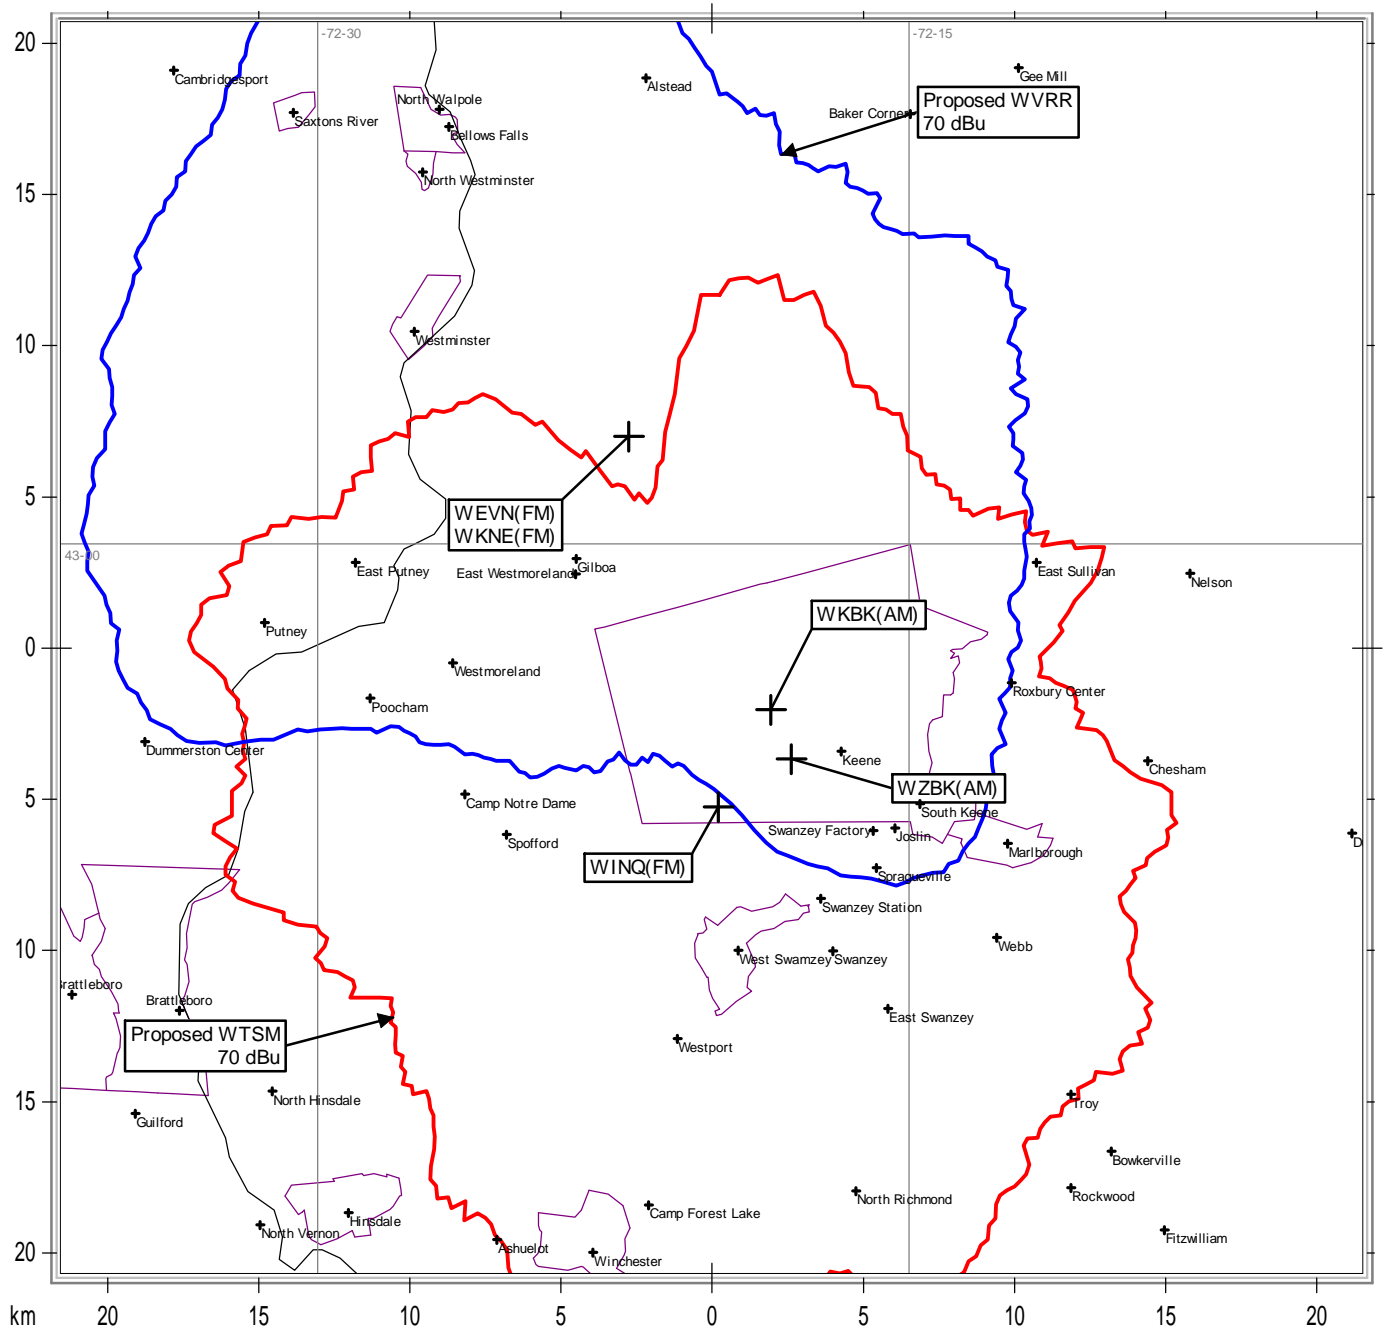 20
-72-30
-72-15
Cambridgesport
Alstead
Gee Mill
North Walpole
Saxtons River
Bellows Falls
Baker Corner
Proposed WVRR
70 dBu
15
North Westminster
10
Westminster
5
WEVN(FM)
WKNE(FM)
43-00
East Putney
Gilboa
East Westmoreland
East Sullivan
Nelson
WKBK(AM)
Putney
0
Westmoreland
Roxbury Center
Poocham
Dummerston Center
Keene
Chesham
WZBK(AM)
5
Camp Notre Dame
South Keene
Spofford
Swanzey Factory
Joslin
D
Marlborough
WINQ(FM)
Spragueville
Swanzey Station
10
West Swamzey
Swanzey
Webb
Brattleboro
East Swanzey
Proposed WTSM
70 dBu
Westport
15
North Hinsdale
Troy
Guilford
Bowkerville
North Richmond
Rockwood
Hinsdale
Camp Forest Lake
North Vernon
Fitzwilliam
20
Ashuelot
Winchester
km
20
15
10
5
0
5
10
15
20